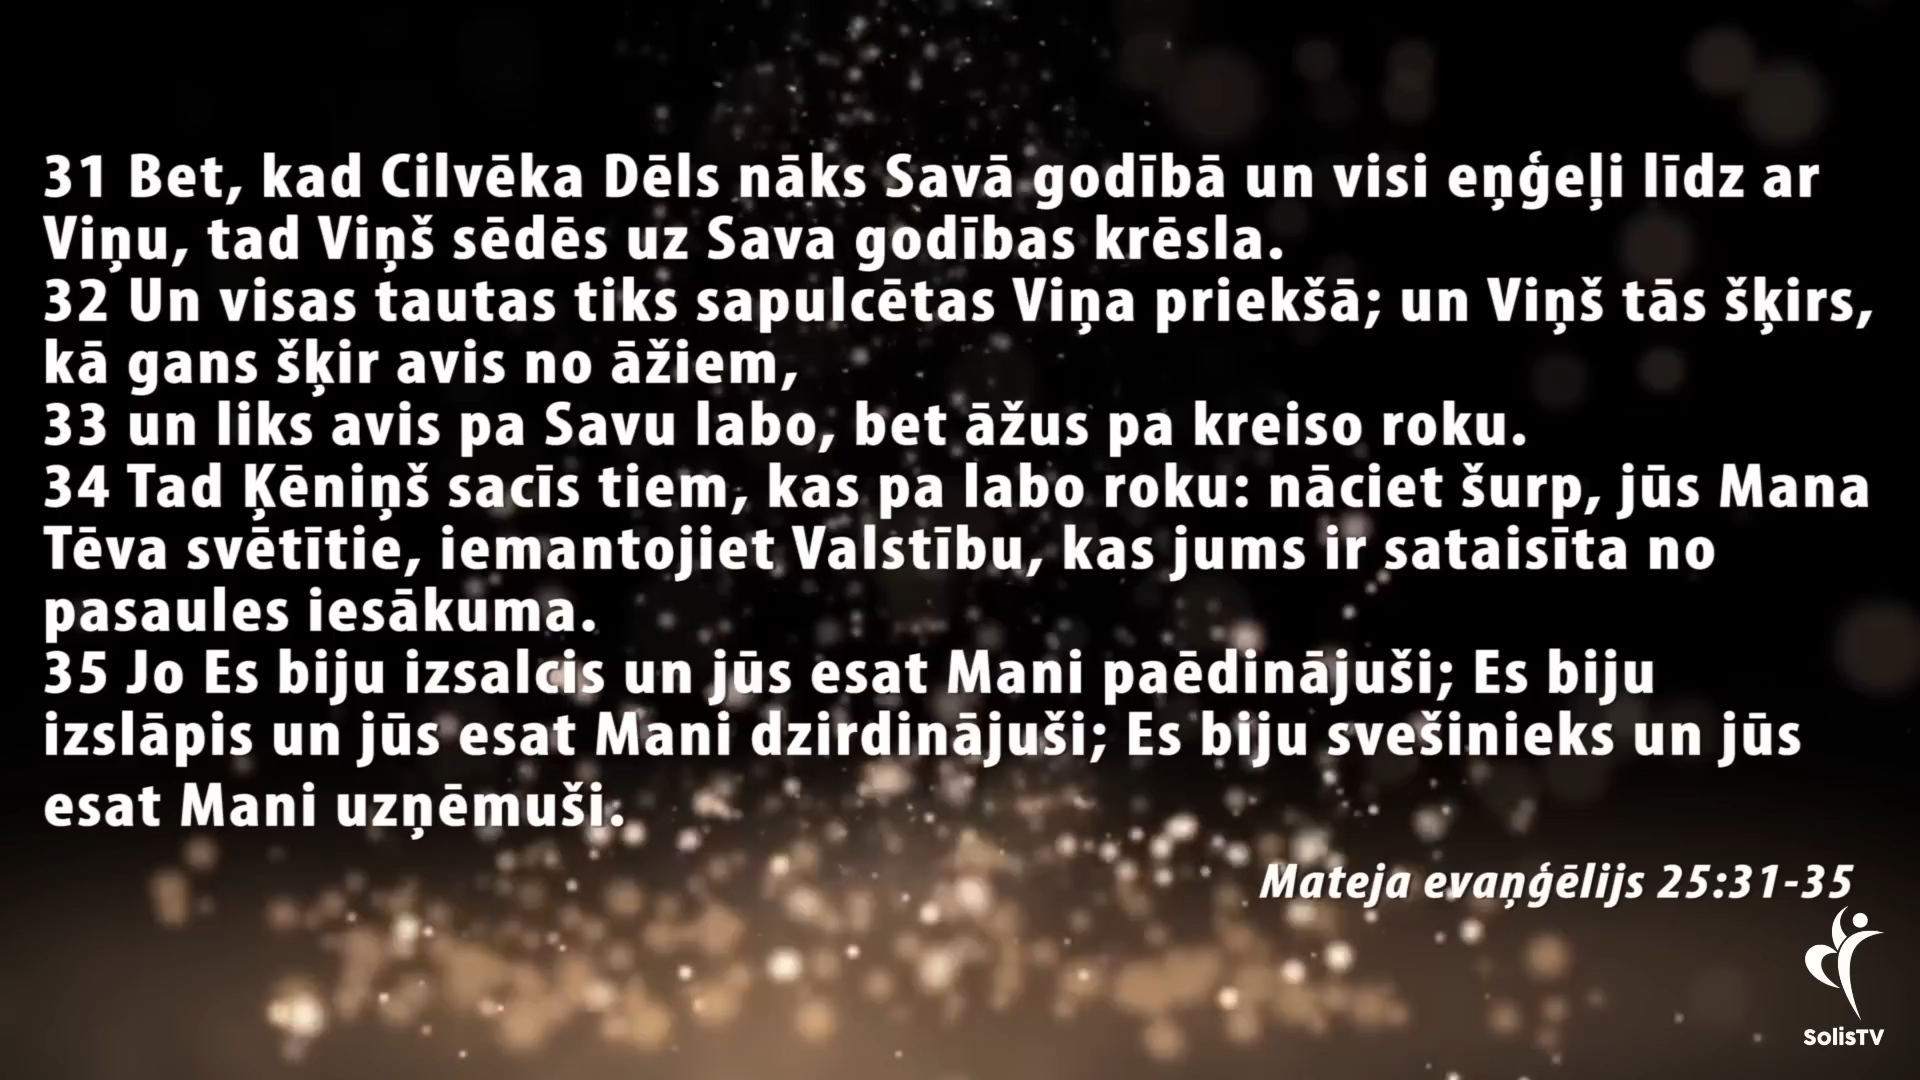 31 Bet, kad Cilvēka Dēls nāks Savā godībā un visi eņģeļi līdz ar
Viņu, tad Viņš sēdēs uz Sava godības krēsla.
32 Un visas tautas tiks sapulcētas Viņa priekšā; un Viņš tās šķirs,
kā gans šķir avis no āžiem,
33 un liks avis pa Savu labo, bet āžus pa kreiso roku.
34 Tad Ķēniņš sacīs tiem, kas pa labo roku: nāciet šurp, jūs Mana
Tēva svētītie, iemantojiet Valstību, kas jums ir sataisīta no
pasaules iesākuma.
35 Jo Es biju izsalcis un jūs esat Mani paēdinājuši; Es biju
izslāpis un jūs esat Mani dzirdinājuši; Es biju svešinieks un jūs
esat Mani uzņēmuši.
Mateja evaņģēlijs 25:31-35
SolisTV